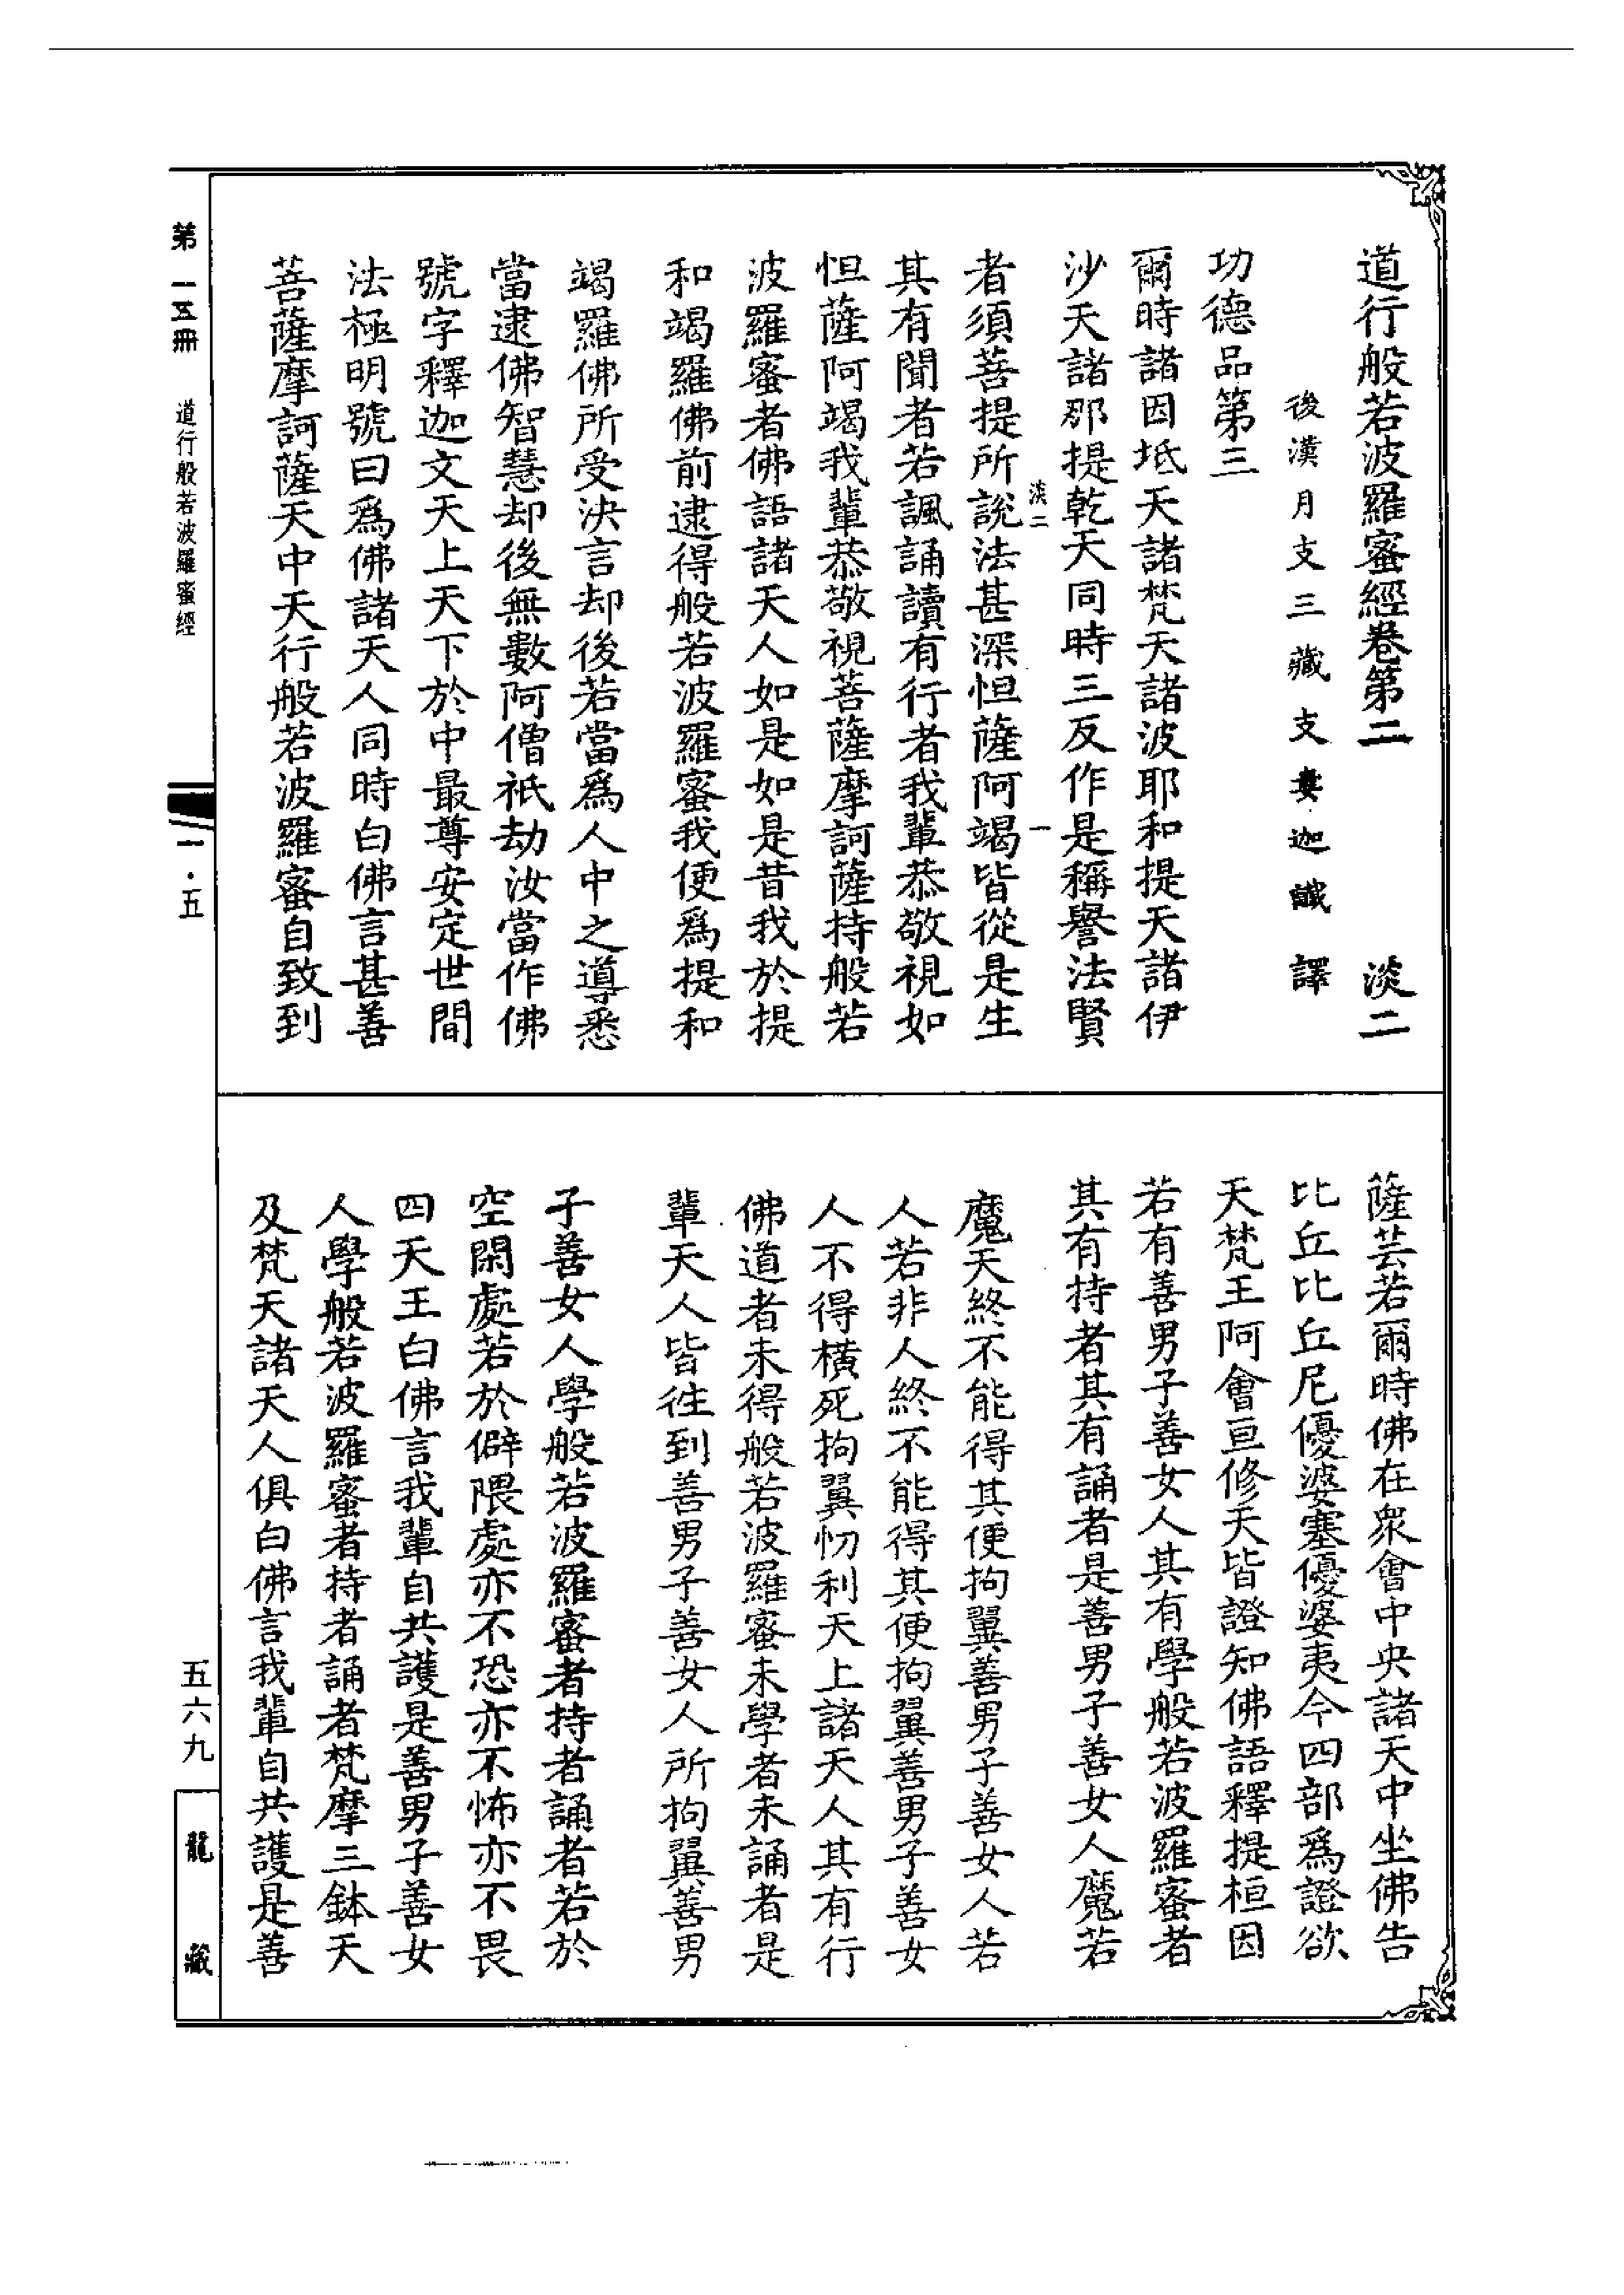 道行般若波羅蜜經卷第二　淡二
後漢月支三藏支婁迦讖譯
功德品第三
爾時諸因坻天諸梵天諸波耶和提天諸伊
沙天諸那提乾天同時三反作是稱譽法賢
者須菩提所說法甚深怛薩阿竭皆從是生
淡二　一
其有聞者若諷誦讀有行者我輩恭敬視如
怛薩阿竭我輩恭敬視菩薩摩訶薩持般若
波羅蜜者佛語諸天人如是如是昔我於提
和竭羅佛前逮得般若波羅蜜我便爲提和
竭羅佛所受決言却後若當爲人中之導悉
當逮佛智慧却後無數阿僧祇劫汝當作佛
號字釋迦文天上天下於中最尊安定世間
法極明號曰爲佛諸天人同時白佛言甚善
菩薩摩訶薩天中天行般若波羅蜜自致到
薩芸若爾時佛在衆會中央諸天中坐佛告
比丘比丘尼優婆塞優婆夷今四部爲證欲
天梵王阿會亘修天皆證知佛語釋提桓因
若有善男子善女人其有學般若波羅蜜者
其有持者其有誦者是善男子善女人魔若
魔天終不能得其便拘翼善男子善女人若
人若非人終不能得其便拘翼善男子善女
人不得橫死拘翼忉利天上諸天人其有行
佛道者未得般若波羅蜜未學者未誦者是
輩天人皆往到善男子善女人所拘翼善男
子善女人學般若波羅蜜者持者誦者若於
空閑處若於僻隈處亦不恐亦不怖亦不畏
四天王白佛言我輩自共護是善男子善女
人學般若波羅蜜者持者誦者梵摩三鉢天
及梵天諸天人俱白佛言我輩自共護是善
第一五冊　道行般若波羅蜜經
一·五
五六九
龍藏